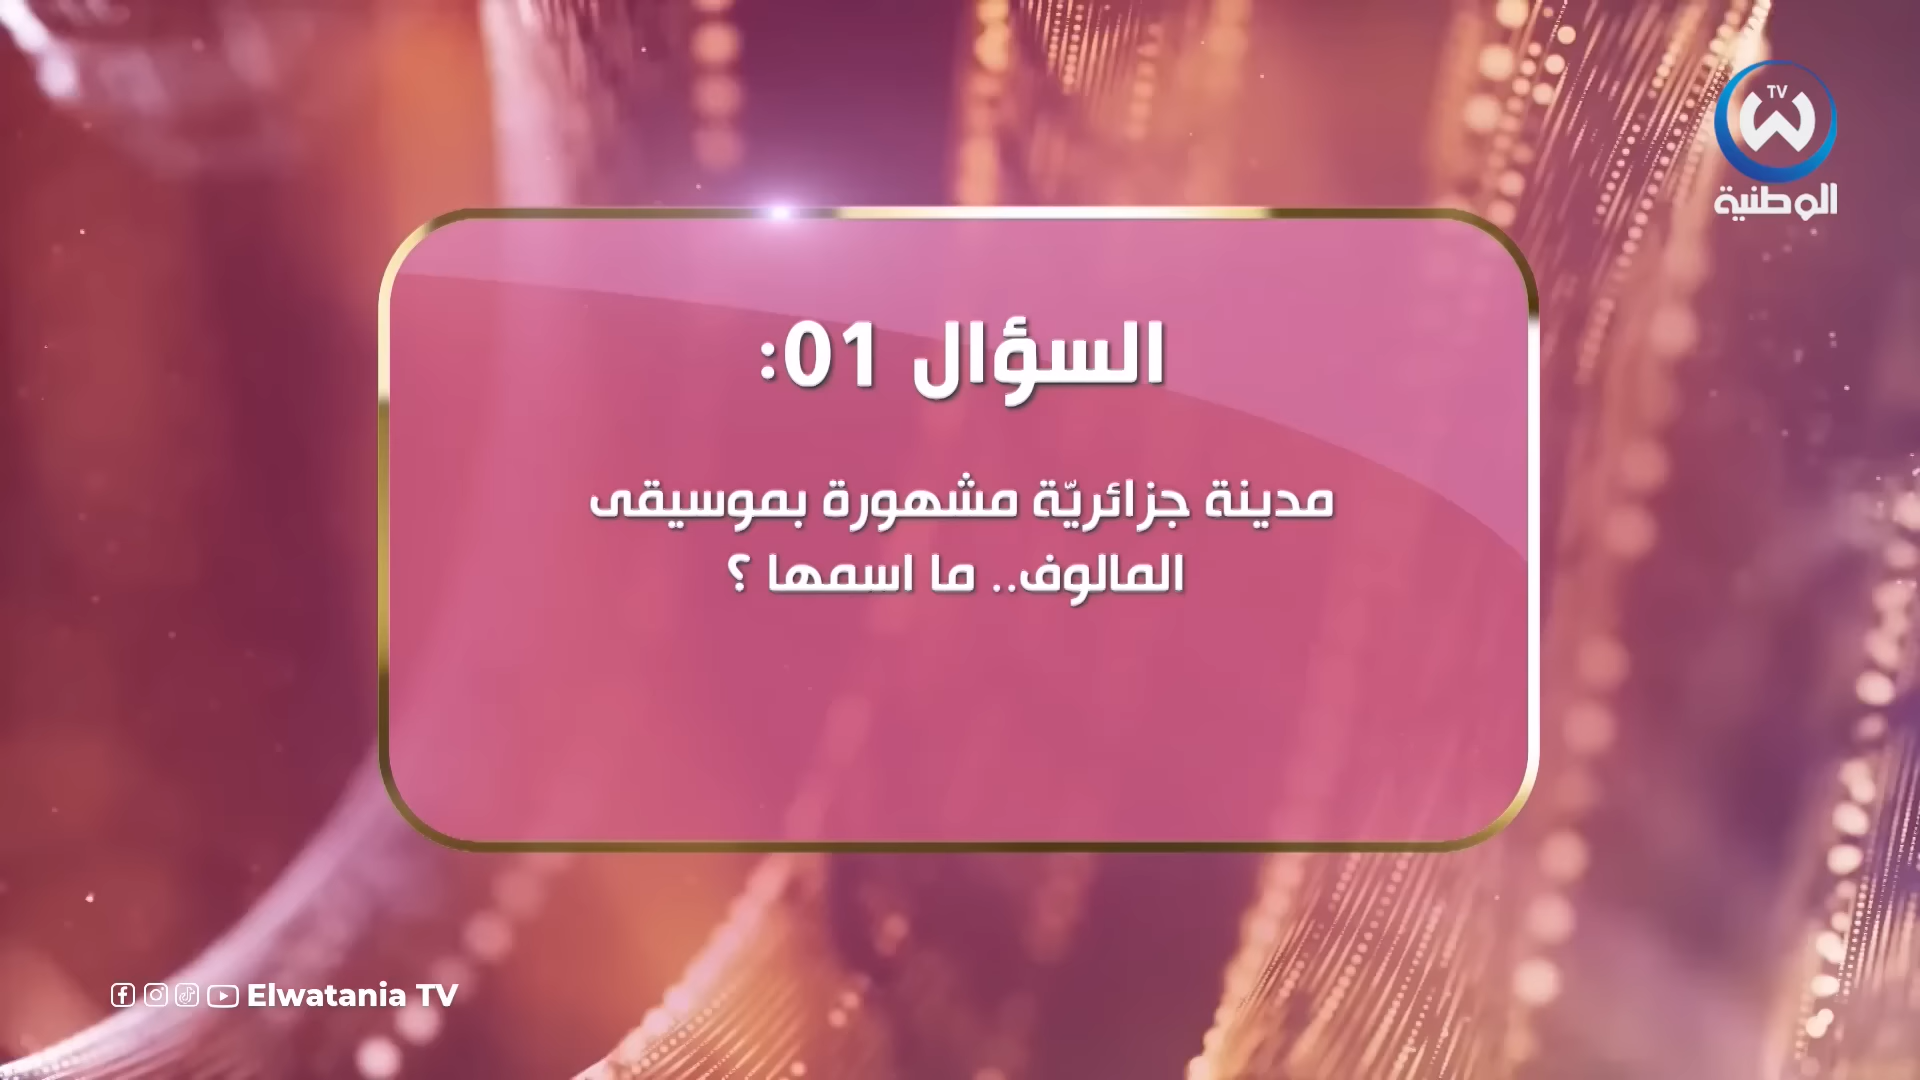 TV
W
الوطنية
السؤال 01:
مدينة جزائريّة مشهورة بموسيقى
المالوف.. ما اسمها ؟
Elwatania TV